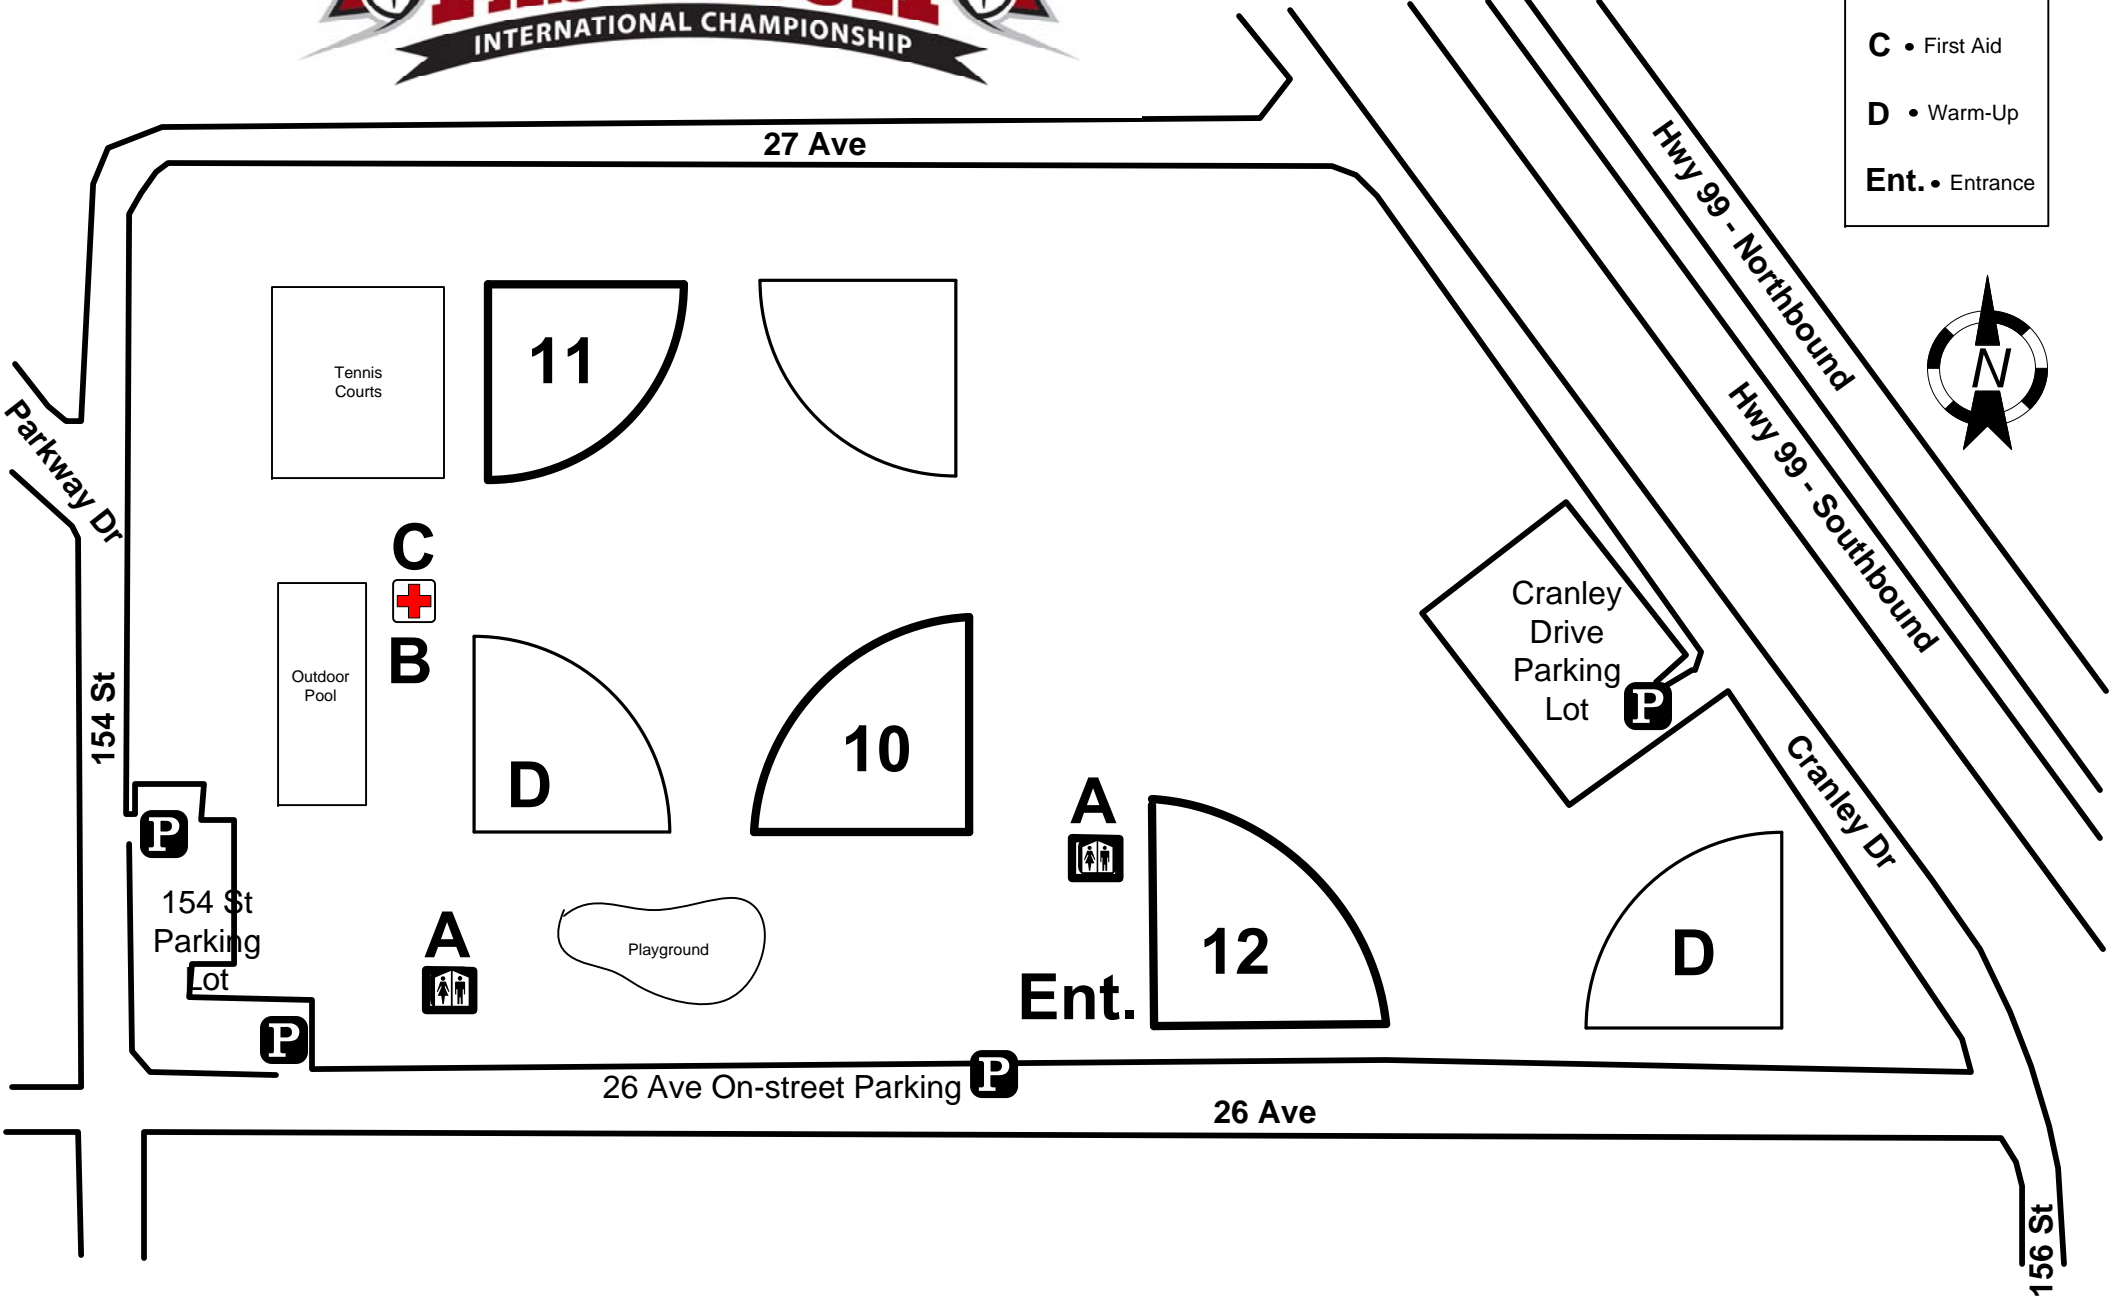 INTERNATIONAL CHAMPIONSHIP
C • First Aid
D • Warm-Up
Ent. • Entrance
27 Ave
Hwy 99 - Northbound
Hwy 99 - Southbound
N
11
Tennis
Courts
Parkway Dr
C
B
Outdoor
Pool
154 St
D
10
Cranley
Drive
Parking
Lot
P
Cranley Dr
A
P
154 St
Parking
Lot
A
Playground
12
D
Ent.
P
26 Ave On-street Parking
P
26 Ave
156 St